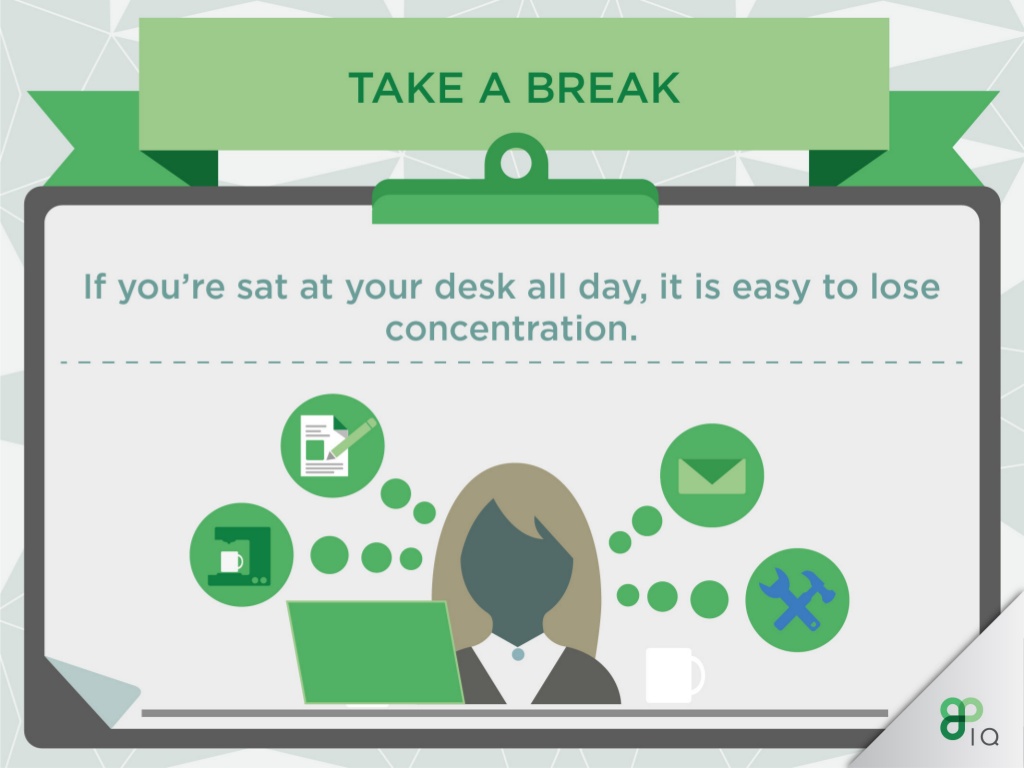 TAKE A BREAK
If you’re sat at your desk all day, it is easy to lose
concentration.
IQ